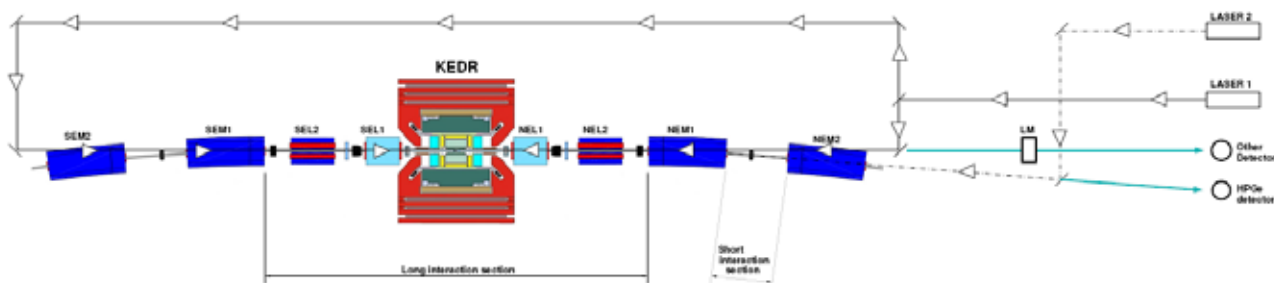 LASER 2
KEDR
LASER 1
SEM2
SEM1
SEL2
SEL1
NEL1
NEL2
NEM1
NEM2
LM
Other
Detector
HPGe
detector
Short
interaction
section
Long interaction section